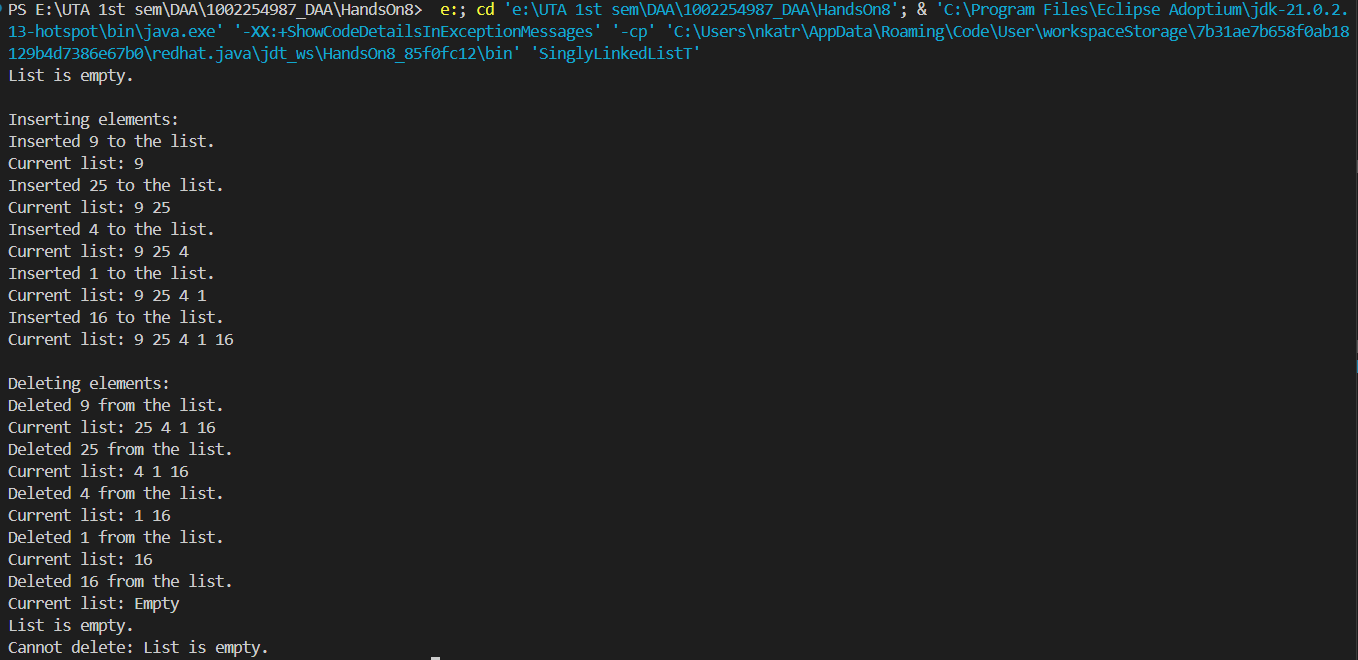 PS E:\UTA 1st sem\DAA\1002254987_DAA\HandsOn8>  e:; cd 'e:\UTA 1st sem\DAA\1002254987_DAA\HandsOn8'; & 'C:\Program Files\Eclipse Adoptium\jdk-21.0.2.
13-hotspot\bin\java.exe' '-XX:+ShowCodeDetailsInExceptionMessages' '-cp' 'C:\Users\nkatr\AppData\Roaming\Code\User\workspaceStorage\7b31ae7b658f0ab18
129b4d7386e67b0\redhat.java\jdt_ws\HandsOn8_85f0fc12\bin' 'SinglyLinkedListT'
List is empty.

Inserting elements:
Inserted 9 to the list.
Current list: 9
Inserted 25 to the list.
Current list: 9 25
Inserted 4 to the list.
Current list: 9 25 4
Inserted 1 to the list.
Current list: 9 25 4 1
Inserted 16 to the list.
Current list: 9 25 4 1 16

Deleting elements:
Deleted 9 from the list.
Current list: 25 4 1 16
Deleted 25 from the list.
Current list: 4 1 16
Deleted 4 from the list.
Current list: 1 16
Deleted 1 from the list.
Current list: 16
Deleted 16 from the list.
Current list: Empty
List is empty.
Cannot delete: List is empty.